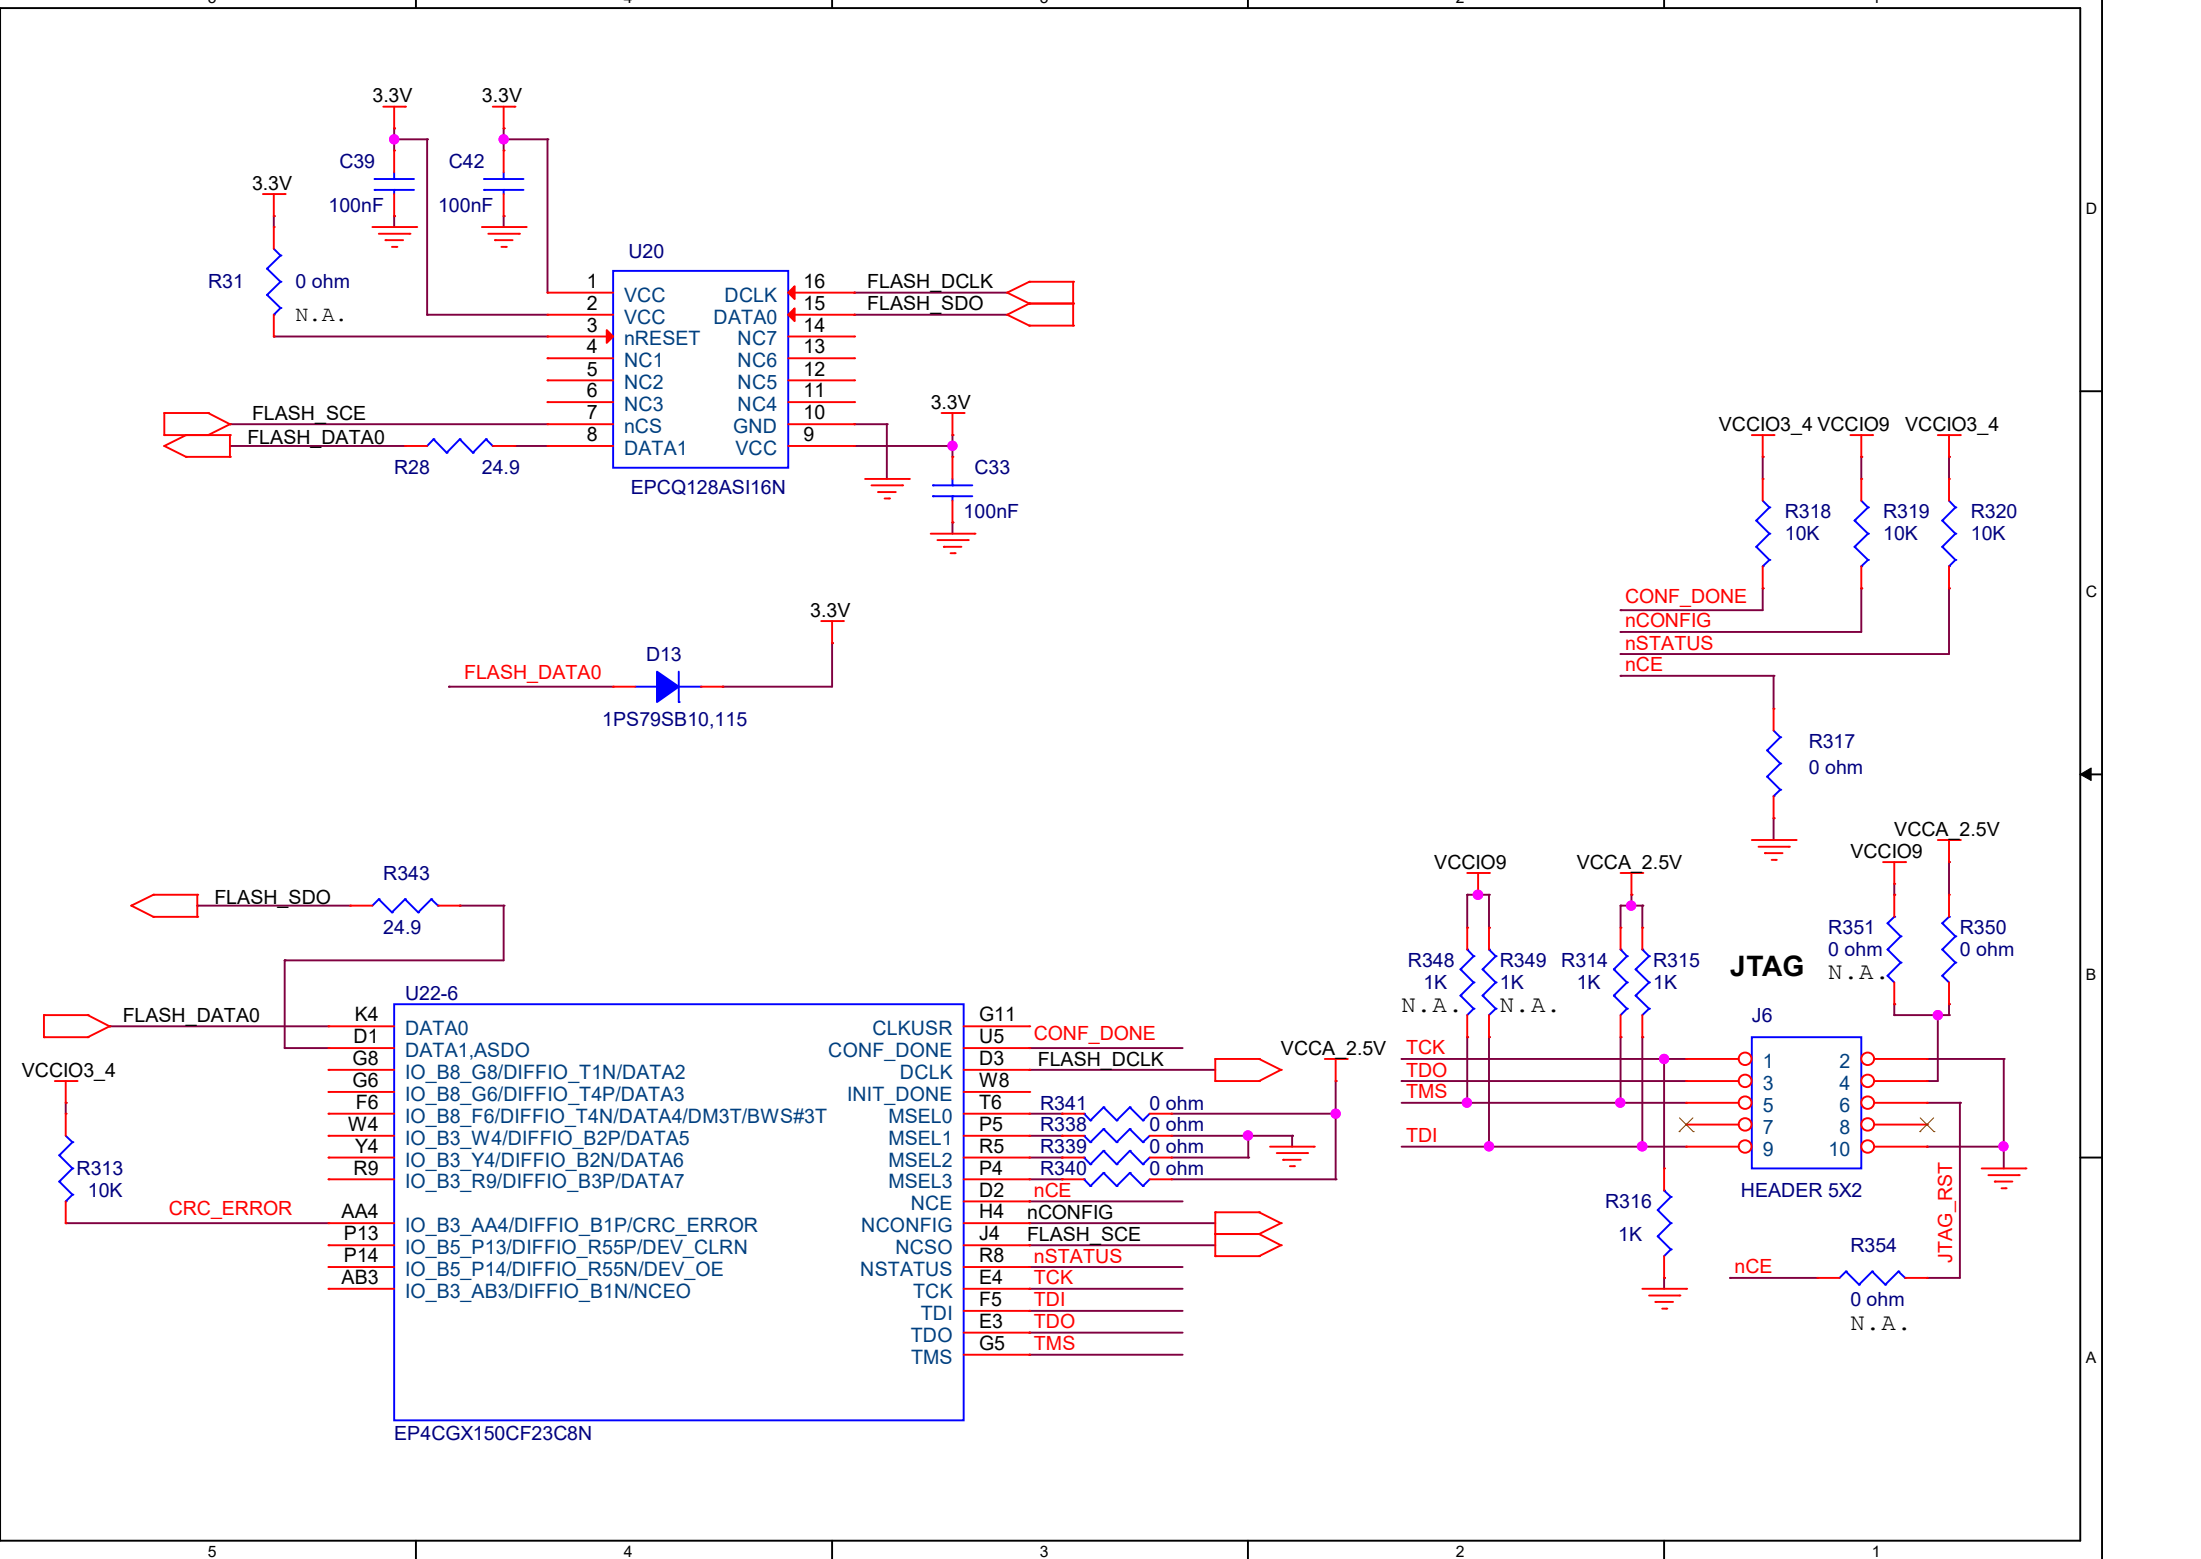 3.3V
3.3V
C39
C42
3.3V
100nF
100nF
D
U20
R31
0 ohm
N.A.
1
VCC
DCLK
16
FLASH_DCLK
2
VCC
DATA0
15
FLASH_SDO
3
nRESET
NC7
14
4
NC1
NC6
13
5
NC2
NC5
12
6
NC3
NC4
11
FLASH_SCE
7
nCS
GND
10
FLASH_DATA0
8
DATA1
VCC
9
3.3V
R28
24.9
EPCQ128ASI16N
C33
100nF
VCCIO3_4
VCCIO9
VCCIO3_4
R318
10K
R319
10K
R320
10K
C
CONF_DONE
nCONFIG
nSTATUS
nCE
3.3V
D13
FLASH_DATA0
1PS79SB10,115
R317
0 ohm
R343
FLASH_SDO
24.9
VCCIO9
VCCA_2.5V
VCCIO9
VCCA_2.5V
R348
1K
N.A.
R349
1K
N.A.
R314
1K
R315
1K
JTAG
R351
0 ohm
N.A.
R350
0 ohm
B
J6
TCK
1
2
TDO
3
4
TMS
5
6
7
8
TDI
9
10
HEADER 5X2
R316
1K
JTAG_RST
R354
nCE
0 ohm
N.A.
U22-6
FLASH_DATA0
K4
DATA0
CLKUSR
G11
D1
DATA1,ASDO
CONF_DONE
U5
CONF_DONE
VCCIO3_4
G8
IO_B8_G8/DIFFIO_T1N/DATA2
DCLK
D3
FLASH_DCLK
VCCA_2.5V
G6
IO_B8_G6/DIFFIO_T4P/DATA3
INIT_DONE
W8
F6
IO_B8_F6/DIFFIO_T4N/DATA4/DM3T/BWS#3T
MSEL0
T6
R341
0 ohm
W4
IO_B3_W4/DIFFIO_B2P/DATA5
MSEL1
P5
R338
0 ohm
Y4
IO_B3_Y4/DIFFIO_B2N/DATA6
MSEL2
R5
R339
0 ohm
R313
10K
R9
IO_B3_R9/DIFFIO_B3P/DATA7
MSEL3
P4
R340
0 ohm
NCE
D2
nCE
CRC_ERROR
AA4
IO_B3_AA4/DIFFIO_B1P/CRC_ERROR
NCONFIG
H4
nCONFIG
P13
IO_B5_P13/DIFFIO_R55P/DEV_CLRN
NCSO
J4
FLASH_SCE
P14
IO_B5_P14/DIFFIO_R55N/DEV_OE
NSTATUS
R8
nSTATUS
AB3
IO_B3_AB3/DIFFIO_B1N/NCEO
TCK
E4
TCK
TDI
F5
TDI
TDO
E3
TDO
TMS
G5
TMS
A
EP4CGX150CF23C8N
5
4
3
2
1